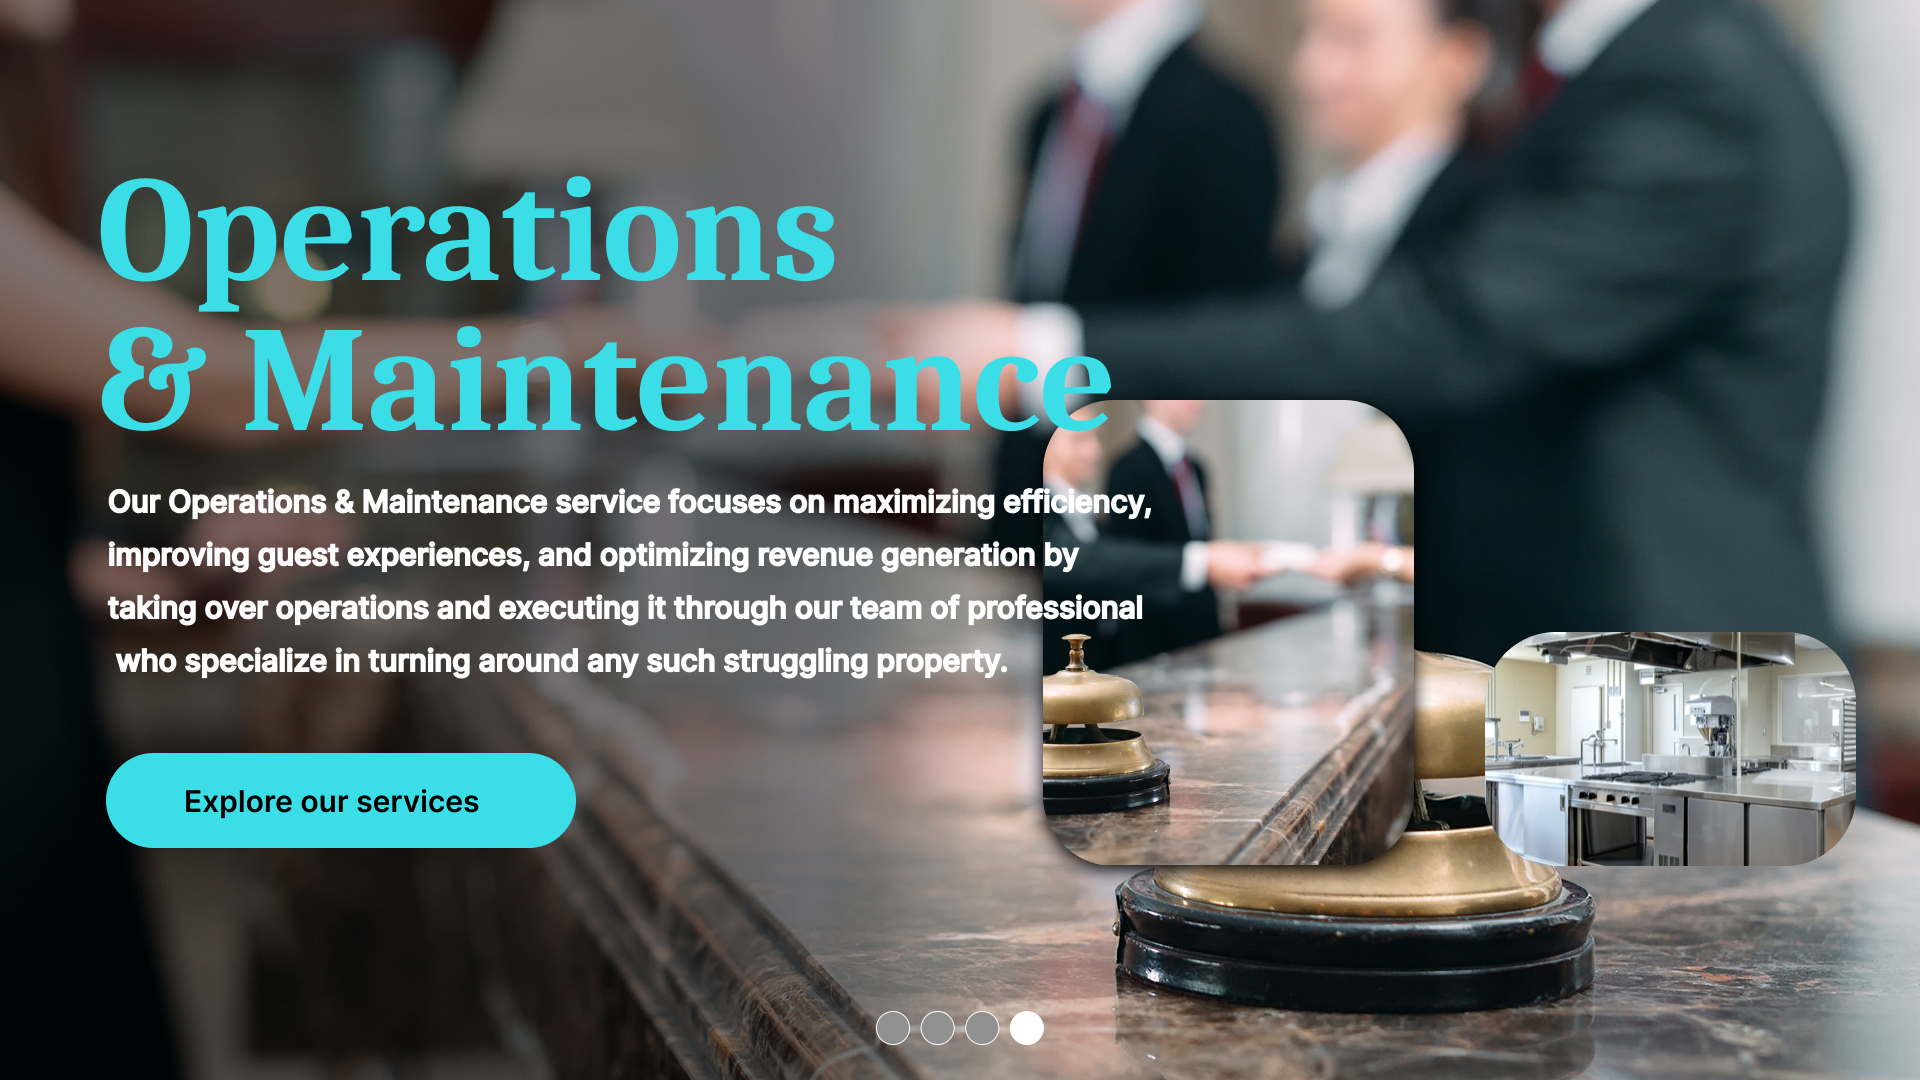 Operations
& Maintenance
Our Operations & Maintenance service focuses on maximizing efficiency,
improving guest experiences, and optimizing revenue generation by
taking over operations and executing it through our team of professional
who specialize in turning around any such struggling property.
Explore our services